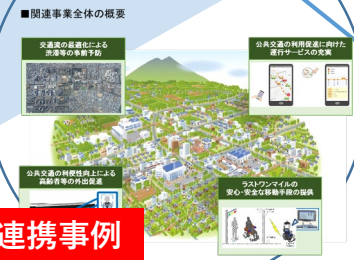 ■関連事業全体の概要
交通流の最適化による
渋滞等の事前予防
公共交通の利用促進に向けた
運行サービスの充実
公共交通の利便性向上による
高齢者等の外出促進
ラストワンマイルの
安心・安全な移動手段の提供
連携事例